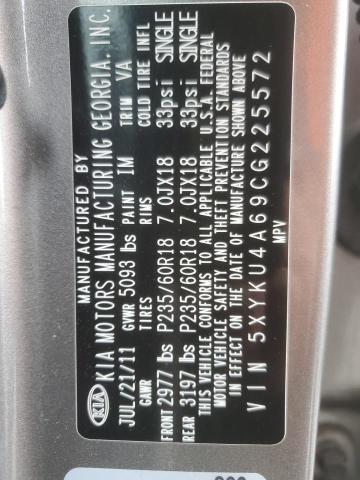 MANUFACTURED BY
KIA KIA MOTORS MANUFACTURING GEORGIA, INC.
JUL/21/11 GVWR 5093 lbs PAINT IM TRIM VA
GAWR TIRES RIMS COLD TIRE INFL
FRONT 2977 lbs P235/60R18 7.0JX18 33psi SINGLE
REAR 3197 lbs P235/60R18 7.0JX18 33psi SINGLE
THIS VEHICLE CONFORMS TO ALL APPLICABLE U.S.A. FEDERAL
MOTOR VEHICLE SAFETY AND THEFT PREVENTION STANDARDS
IN EFFECT ON THE DATE OF MANUFACTURE SHOWN ABOVE
VIN 5XYKU4A69CG225572
MPV